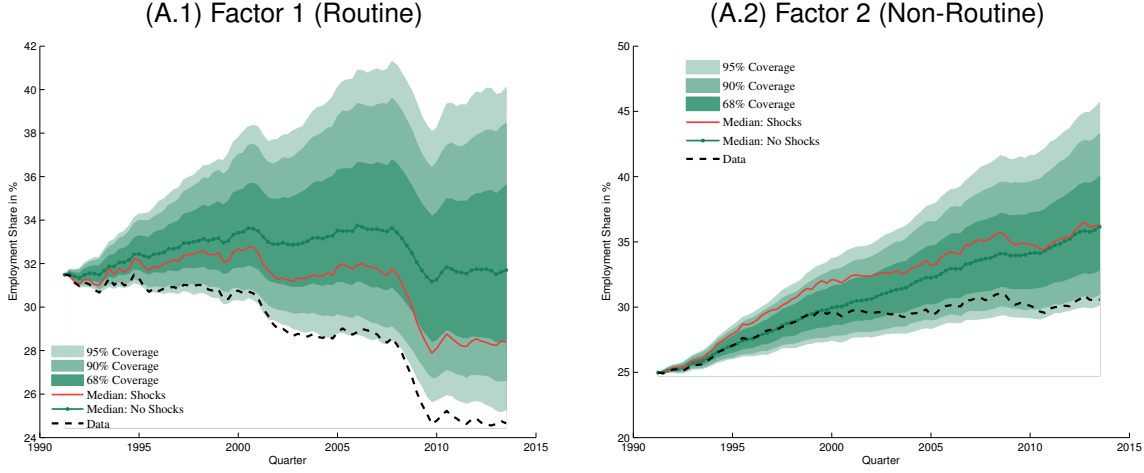 (A.1) Factor 1 (Routine)
42
40
38
36
34
32
30
28
26
24
Employment Share in %
95% Coverage
90% Coverage
68% Coverage
Median: Shocks
Median: No Shocks
Data
1990
1995
2000
2005
2010
2015
Quarter
(A.2) Factor 2 (Non-Routine)
50
45
40
35
30
25
20
Employment Share in %
95% Coverage
90% Coverage
68% Coverage
Median: Shocks
Median: No Shocks
Data
1990
1995
2000
2005
2010
2015
Quarter